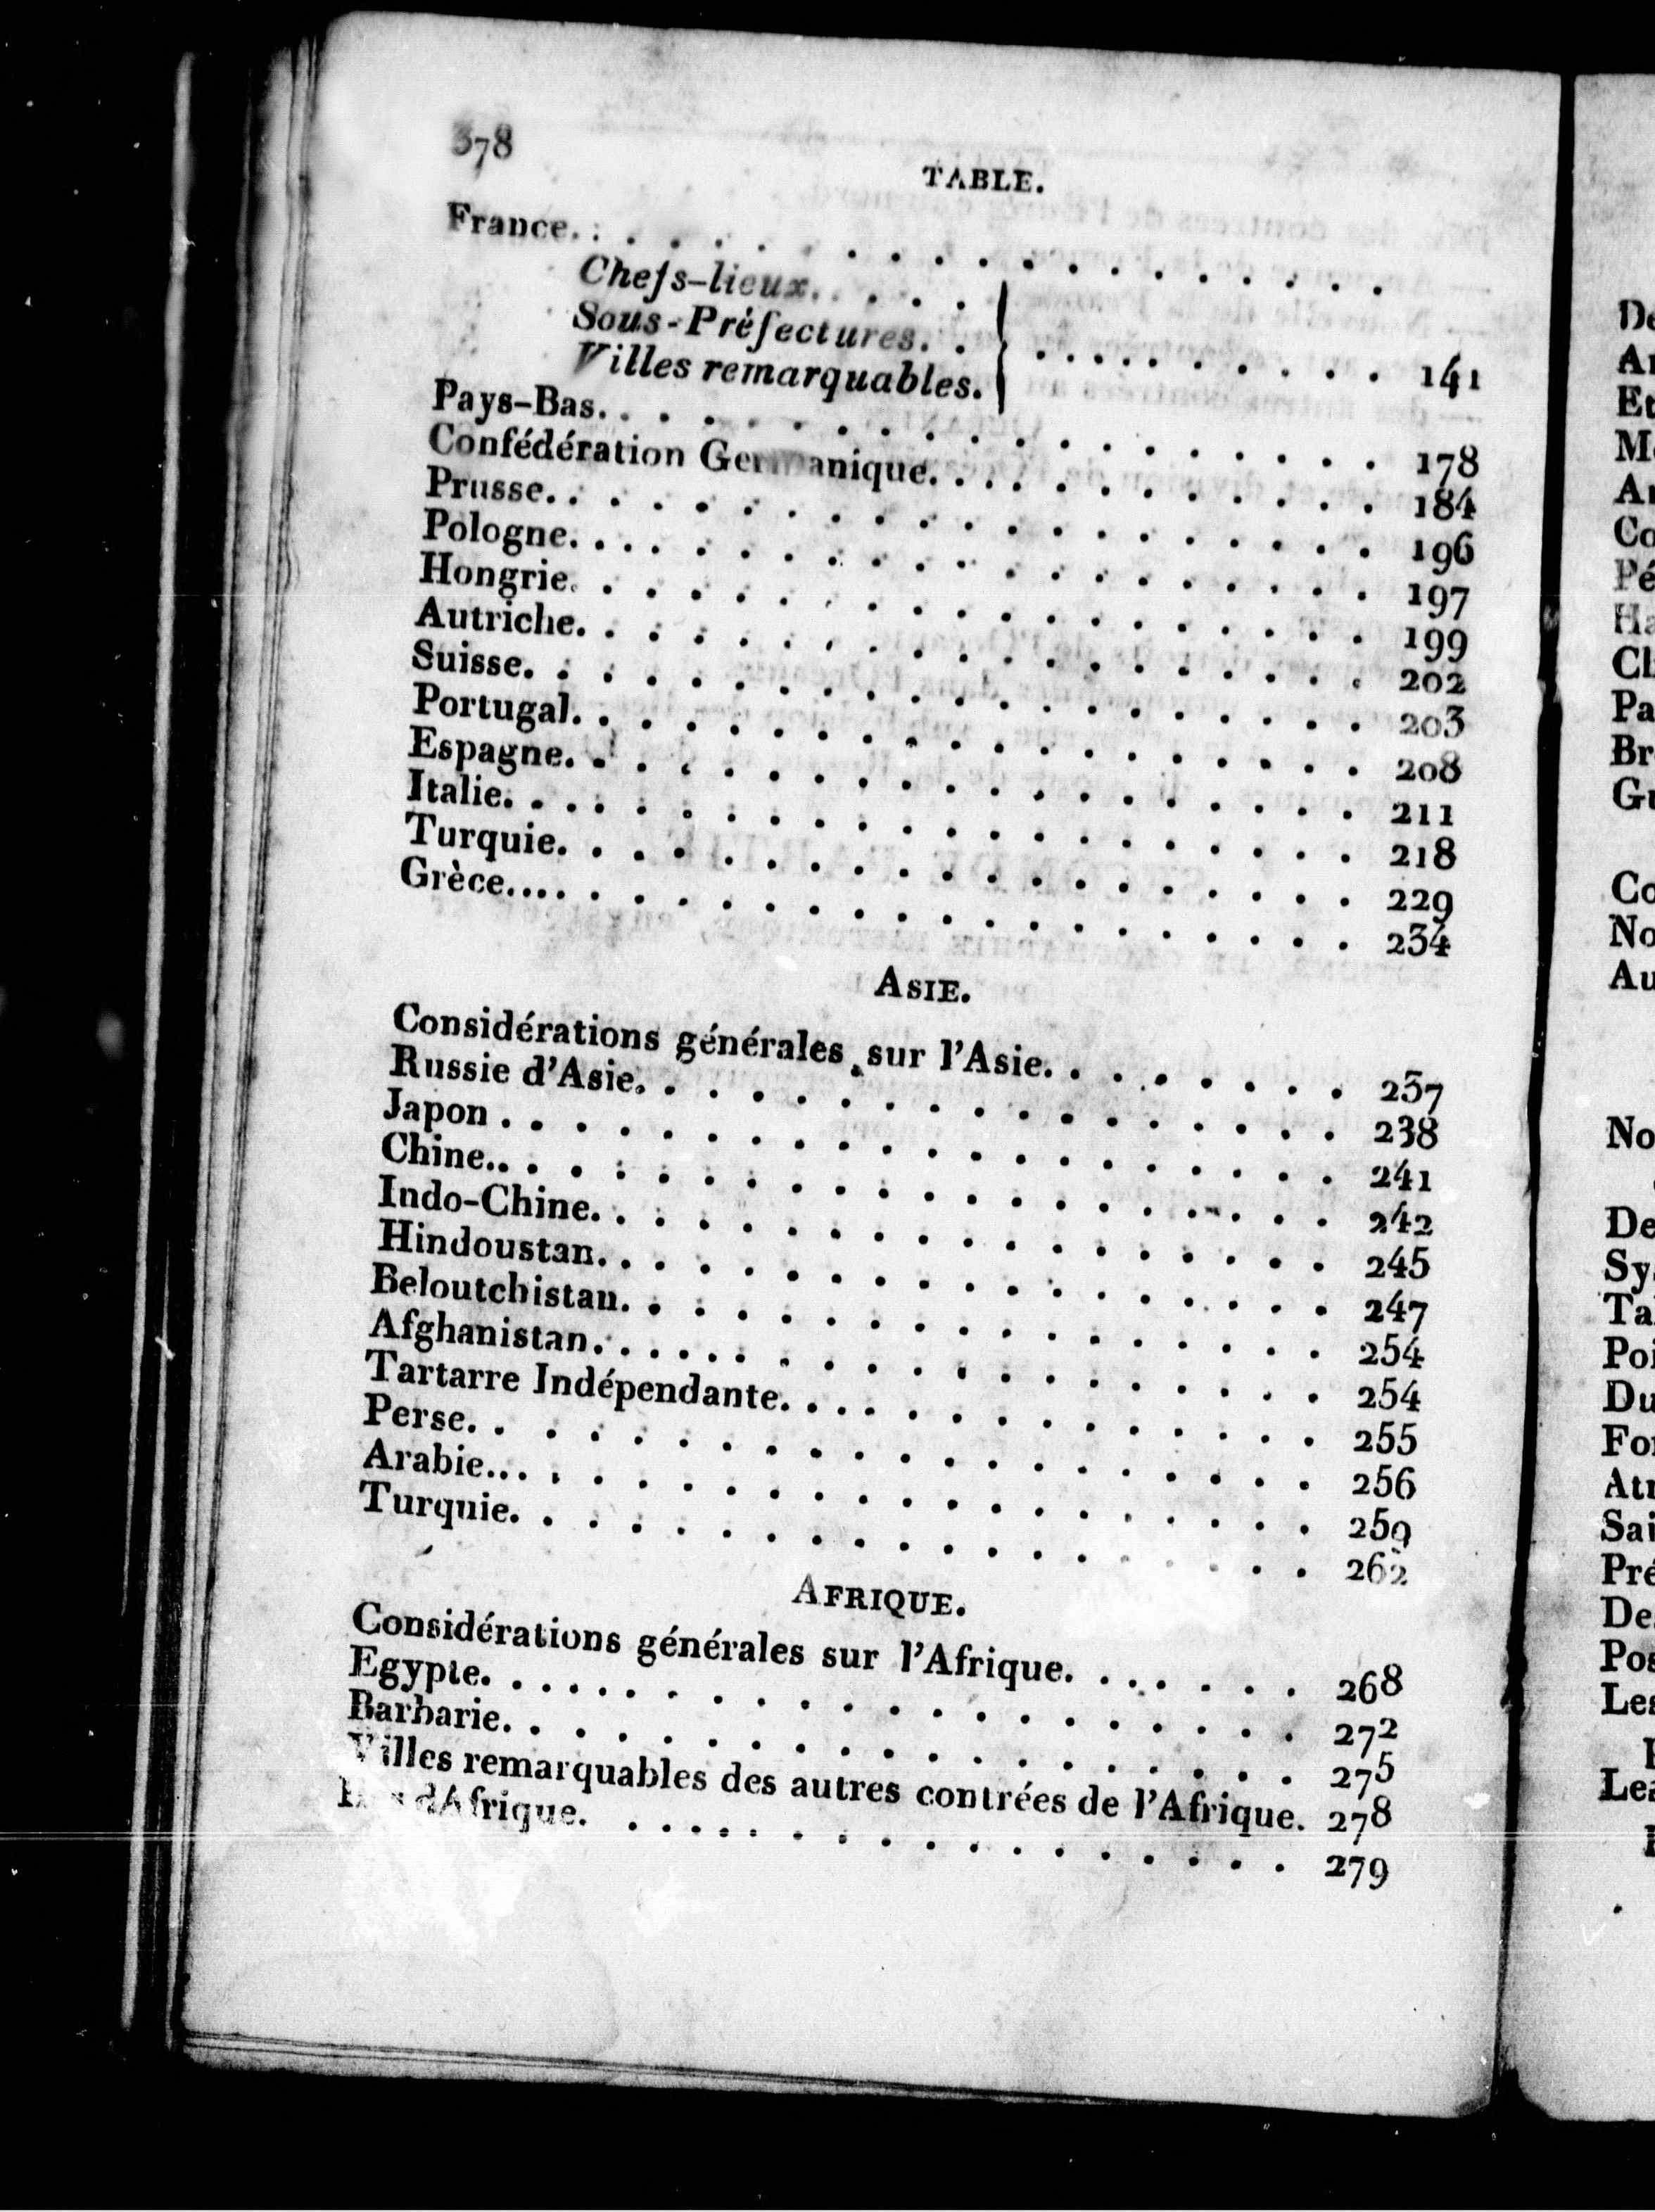 378
TABLE.
France. . . . . . . . . . . . . . . . . . .
Chefs-lieux. . . . .
Sous-Préfectures. .
Villes remarquables. } . . . . . . . . . 141
Pays-Bas. . . . . . . . . . . . . . . . . . . 178
Confédération Germanique. . . . . . . . . . . . 184
Prusse. . . . . . . . . . . . . . . . . . . . 196
Pologne. . . . . . . . . . . . . . . . . . . . 197
Hongrie. . . . . . . . . . . . . . . . . . . . 199
Autriche. . . . . . . . . . . . . . . . . . . 202
Suisse. . . . . . . . . . . . . . . . . . . . 203
Portugal. . . . . . . . . . . . . . . . . . . 208
Espagne. . . . . . . . . . . . . . . . . . . . 211
Italie. . . . . . . . . . . . . . . . . . . . 218
Turquie. . . . . . . . . . . . . . . . . . . . 229
Grèce. . . . . . . . . . . . . . . . . . . . . 234
ASIE.
Considérations générales sur l'Asie. . . . . . . . 237
Russie d'Asie. . . . . . . . . . . . . . . . . 238
Japon . . . . . . . . . . . . . . . . . . . . 241
Chine. . . . . . . . . . . . . . . . . . . . . 242
Indo-Chine. . . . . . . . . . . . . . . . . . 245
Hindoustan. . . . . . . . . . . . . . . . . . 247
Beloutchistan. . . . . . . . . . . . . . . . . 254
Afghanistan. . . . . . . . . . . . . . . . . . 254
Tartarre Indépendante. . . . . . . . . . . . . . 255
Perse. . . . . . . . . . . . . . . . . . . . . 256
Arabie. . . . . . . . . . . . . . . . . . . . 259
Turquie. . . . . . . . . . . . . . . . . . . . 262
AFRIQUE.
Considérations générales sur l'Afrique. . . . . . . 268
Egypte. . . . . . . . . . . . . . . . . . . . 272
Barbarie. . . . . . . . . . . . . . . . . . . 275
Villes remarquables des autres contrées de l'Afrique. 278
d'Afrique. . . . . . . . . . . . . . . . . . . 279